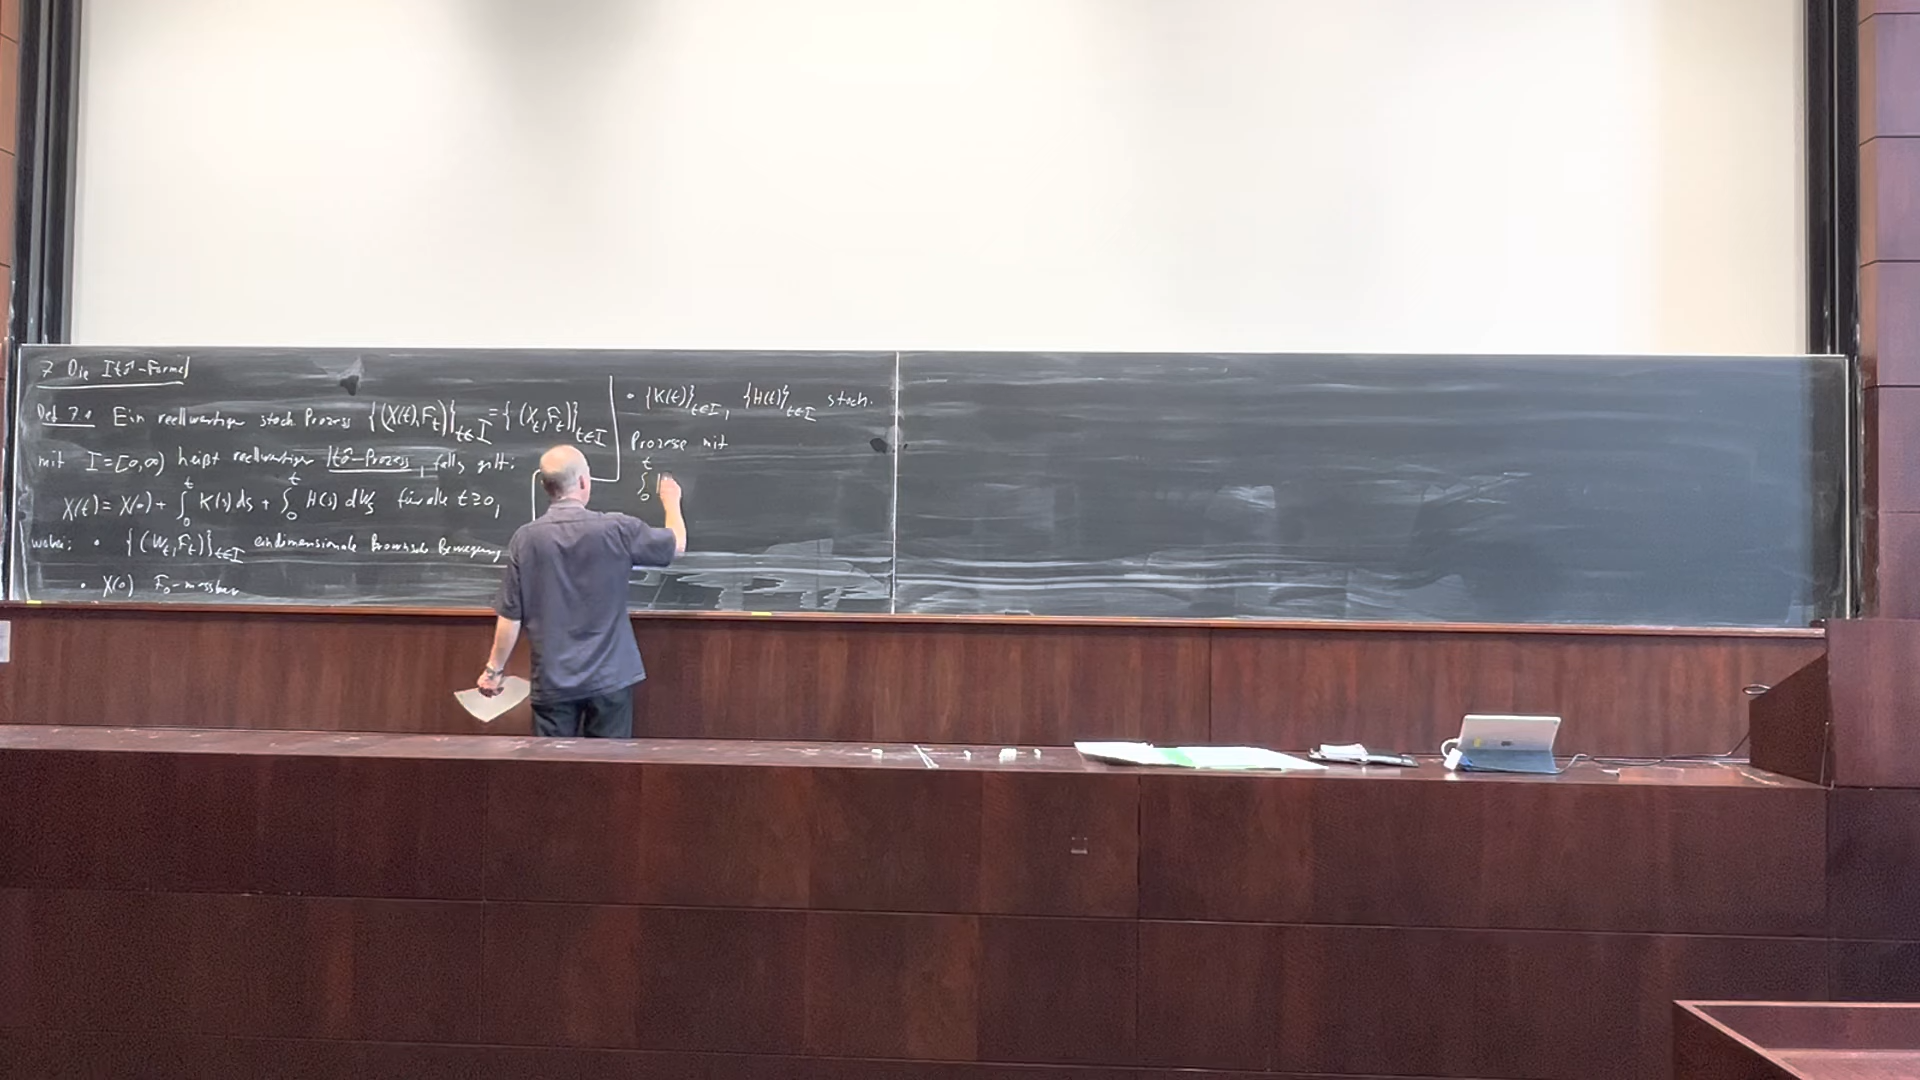 7 Die Itô-Formel
Def 7.1 Ein reellwertiger stoch. Prozess {(X(t), F_t)}_{t∈I} = {(X_t, F_t)}_{t∈I}
mit I=[0,∞) heißt reellwertiger Itô-Prozess, falls gilt:
X(t) = X(0) + ∫_0^t K(s) ds + ∫_0^t H(s) dW_s für alle t≥0,
wobei: • {(W_t, F_t)}_{t∈I} eindimensionale Brownsche Bewegung
• X(0) F_0-messbar
• {K(t)}_{t∈I}, {H(t)}_{t∈I} stoch.
Prozesse mit
∫_0^t |